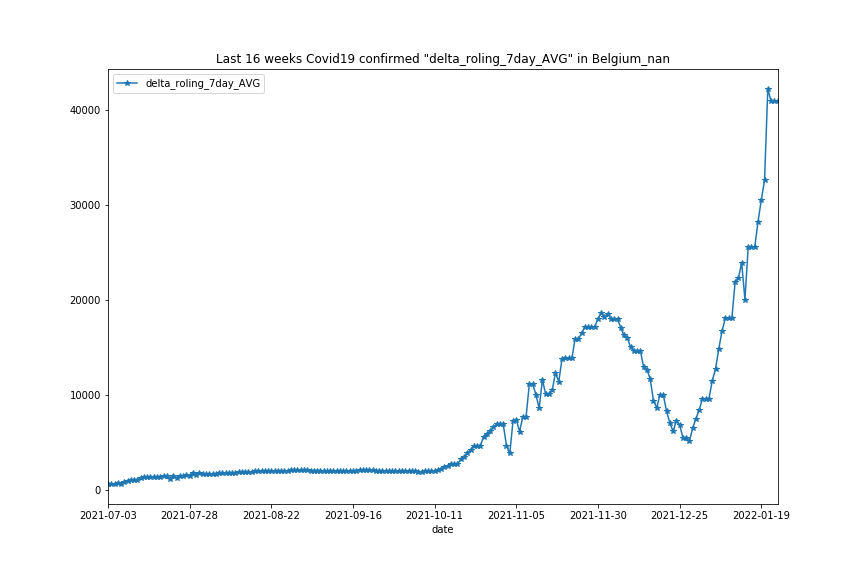 Last 16 weeks Covid19 confirmed "delta_roling_7day_AVG" in Belgium_nan
delta_roling_7day_AVG
40000
30000
20000
10000
0
2021-07-03 2021-07-28 2021-08-22 2021-09-16 2021-10-11 2021-11-05 2021-11-30 2021-12-25 2022-01-19
date